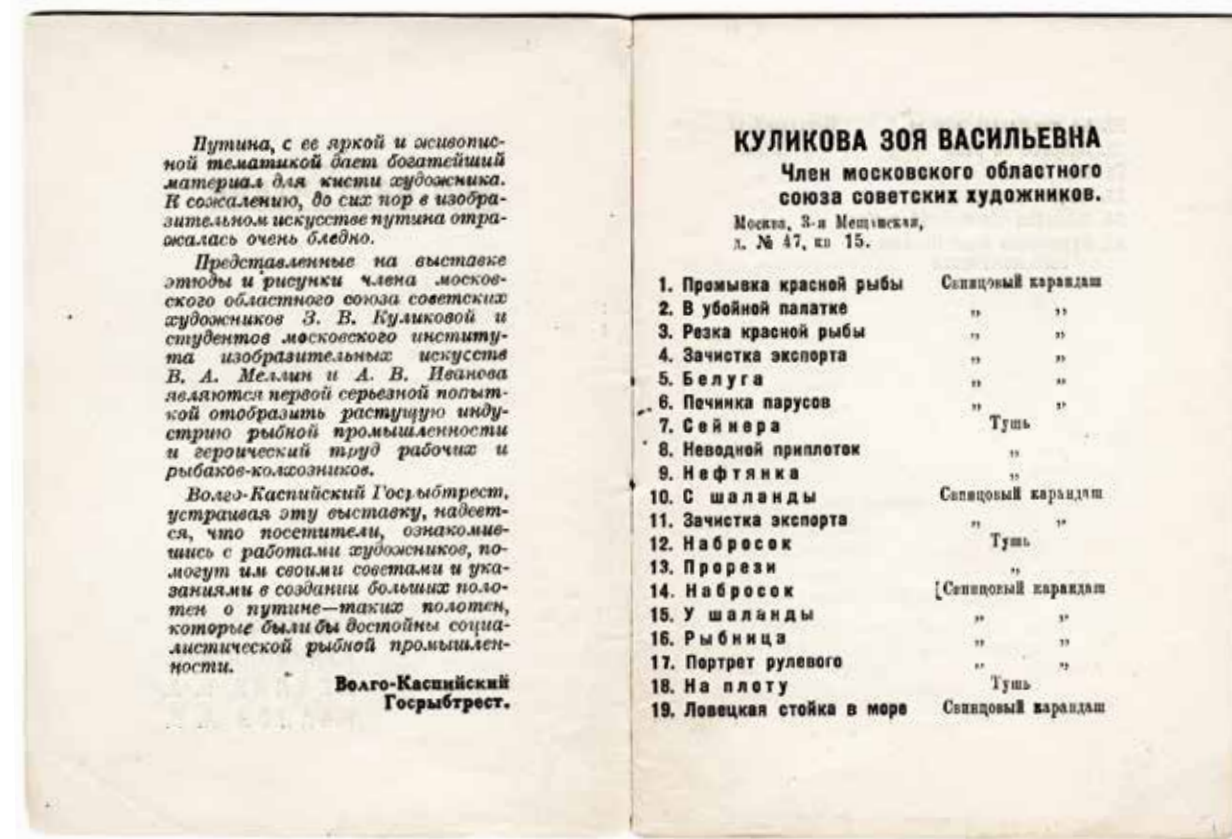 Путина, с ее яркой и живопис-
ной тематикой дает богатейший
материал для кисти художника.
К сожалению, до сих пор в изобра-
зительном искусстве путина отра-
жалась очень бледно.
Представленные на выставке
этюды и рисунки члена москов-
ского областного союза советских
художников З. В. Куликовой и
студентов московского институ-
та изобразительных искусств
В. А. Меллин и А. В. Иванова
являются первой серьезной попыт-
кой отобразить растущую инду-
стрию рыбной промышленности
и героический труд рабочих и
рыбаков-колхозников.
Волго-Каспийский Госрыбтрест,
устраивая эту выставку, надеет-
ся, что посетители, ознакомив-
шись с работами художников, по-
могут им своими советами и ука-
заниями в создании больших поло-
тен о путине—таких полотен,
которые были бы достойны социа-
листической рыбной промышлен-
ности.
Волго-Каспийский
Госрыбтрест.
КУЛИКОВА ЗОЯ ВАСИЛЬЕВНА
Член московского областного
союза советских художников.
Москва, 3-я Мещанская,
д. № 47, кв 15.
1. Промывка красной рыбы Свинцовый карандаш
2. В убойной палатке " "
3. Резка красной рыбы " "
4. Зачистка экспорта " "
5. Белуга " "
6. Починка парусов " "
7. Сейнера Тушь
8. Неводной приплоток "
9. Нефтянка "
10. С шаланды Свинцовый карандаш
11. Зачистка экспорта " "
12. Набросок Тушь
13. Прорези "
14. Набросок [Свинцовый карандаш
15. У шаланды " "
16. Рыбница " "
17. Портрет рулевого " "
18. На плоту Тушь
19. Ловецкая стойка в море Свинцовый карандаш